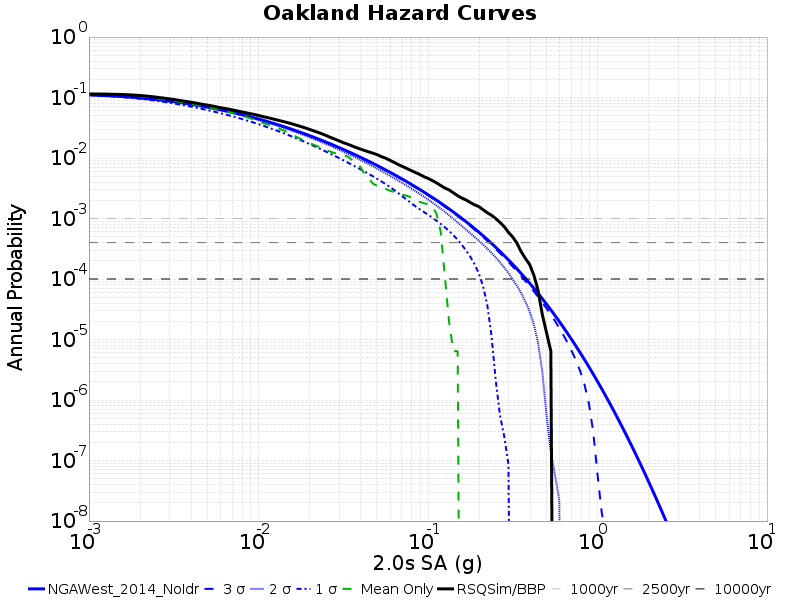 Oakland Hazard Curves
Annual Probability
10^0
10^-1
10^-2
10^-3
10^-4
10^-5
10^-6
10^-7
10^-8
10^-3 10^-2 10^-1 10^0 10^1
2.0s SA (g)
NGAWest_2014_NoIdr 3 σ 2 σ 1 σ Mean Only RSQSim/BBP 1000yr 2500yr 10000yr